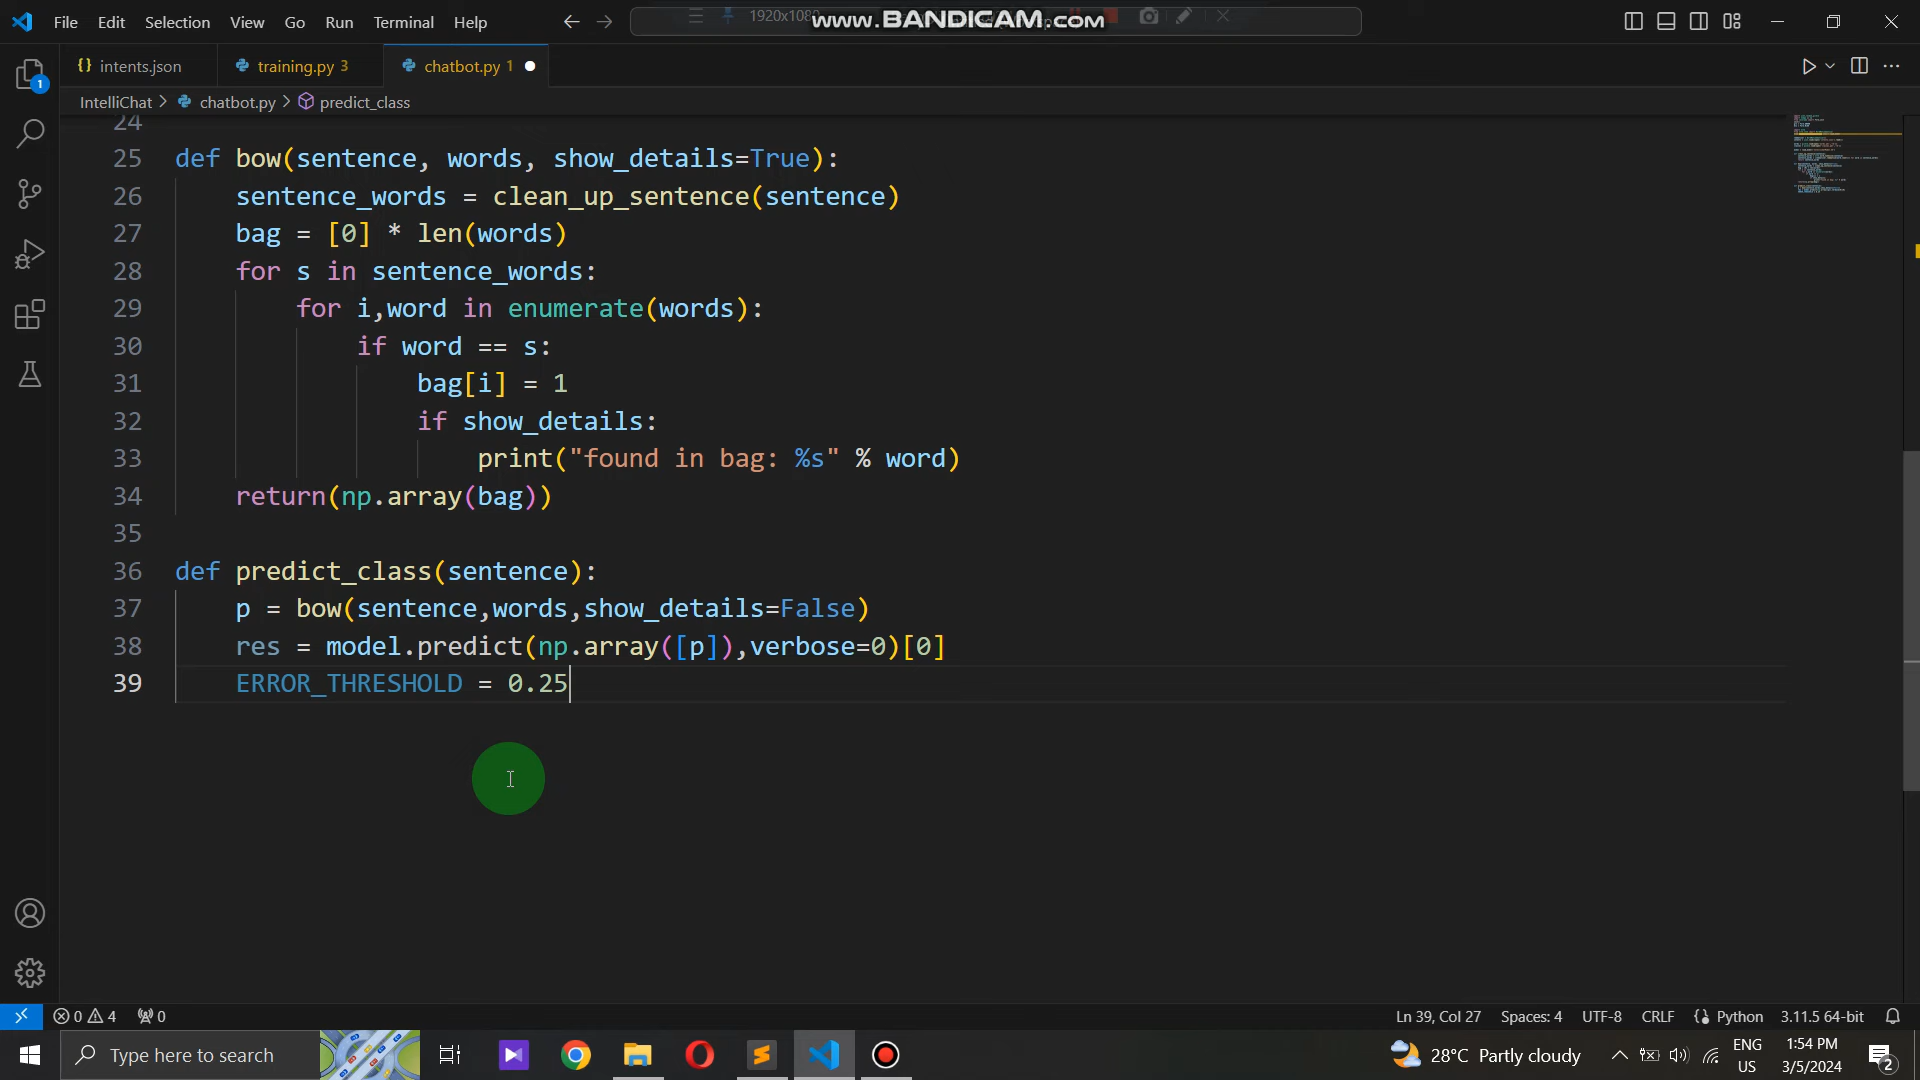 File Edit Selection View Go Run Terminal Help
1920x1080
www.BANDICAM.com
intents.json
training.py 3
chatbot.py 1
IntelliChat > chatbot.py > predict_class
24
25 def bow(sentence, words, show_details=True):
26 sentence_words = clean_up_sentence(sentence)
27 bag = [0] * len(words)
28 for s in sentence_words:
29 for i,word in enumerate(words):
30 if word == s:
31 bag[i] = 1
32 if show_details:
33 print("found in bag: %s" % word)
34 return(np.array(bag))
35
36 def predict_class(sentence):
37 p = bow(sentence,words,show_details=False)
38 res = model.predict(np.array([p]),verbose=0)[0]
39 ERROR_THRESHOLD = 0.25
1
0 4 0
Ln 39, Col 27 Spaces: 4 UTF-8 CRLF Python 3.11.5 64-bit
Type here to search
28°C Partly cloudy
ENG
US
1:54 PM
3/5/2024
2